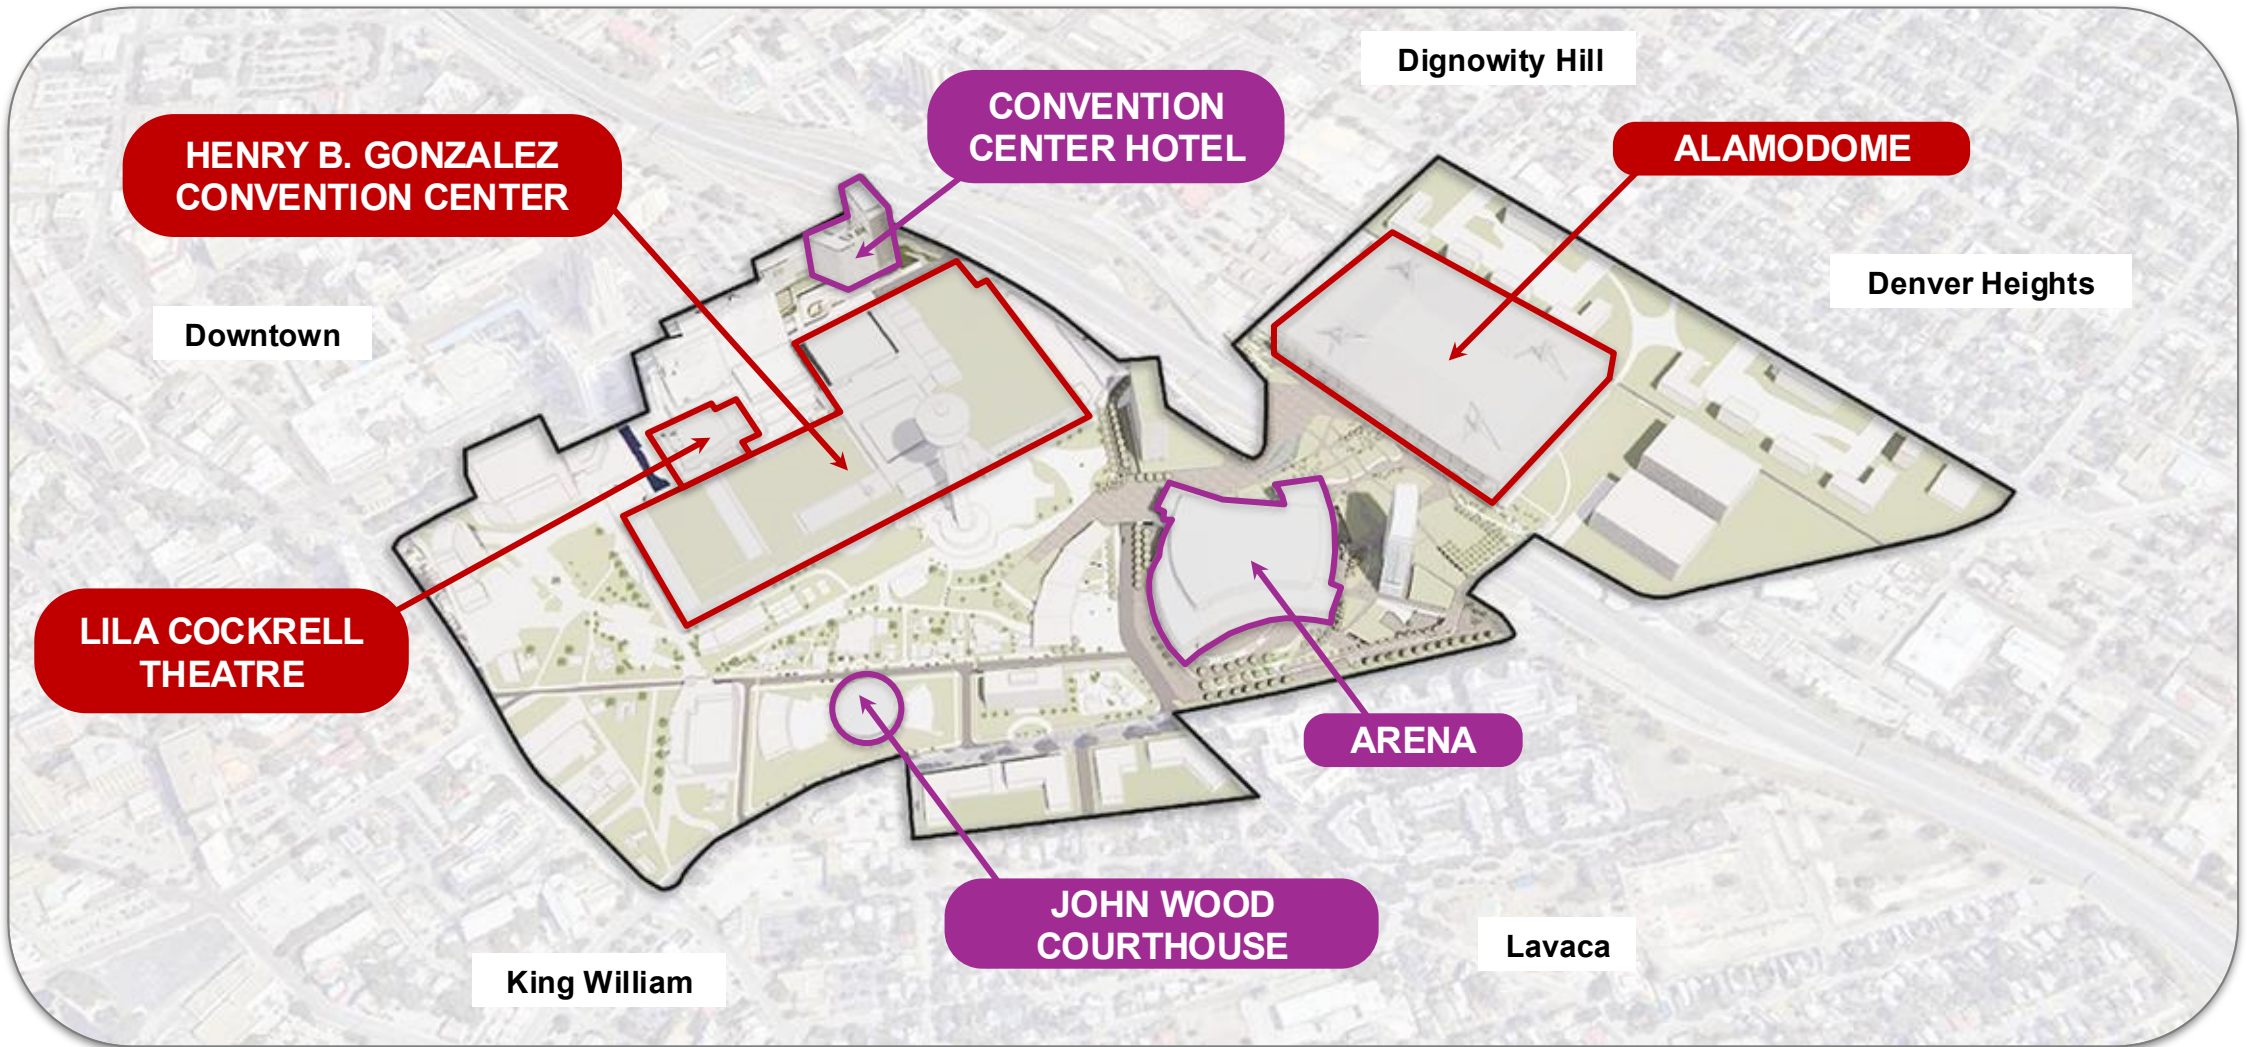 Dignowity Hill
CONVENTION
CENTER HOTEL
ALAMODOME
HENRY B. GONZALEZ
CONVENTION CENTER
Denver Heights
Downtown
LILA COCKRELL
THEATRE
ARENA
JOHN WOOD
COURTHOUSE
Lavaca
King William